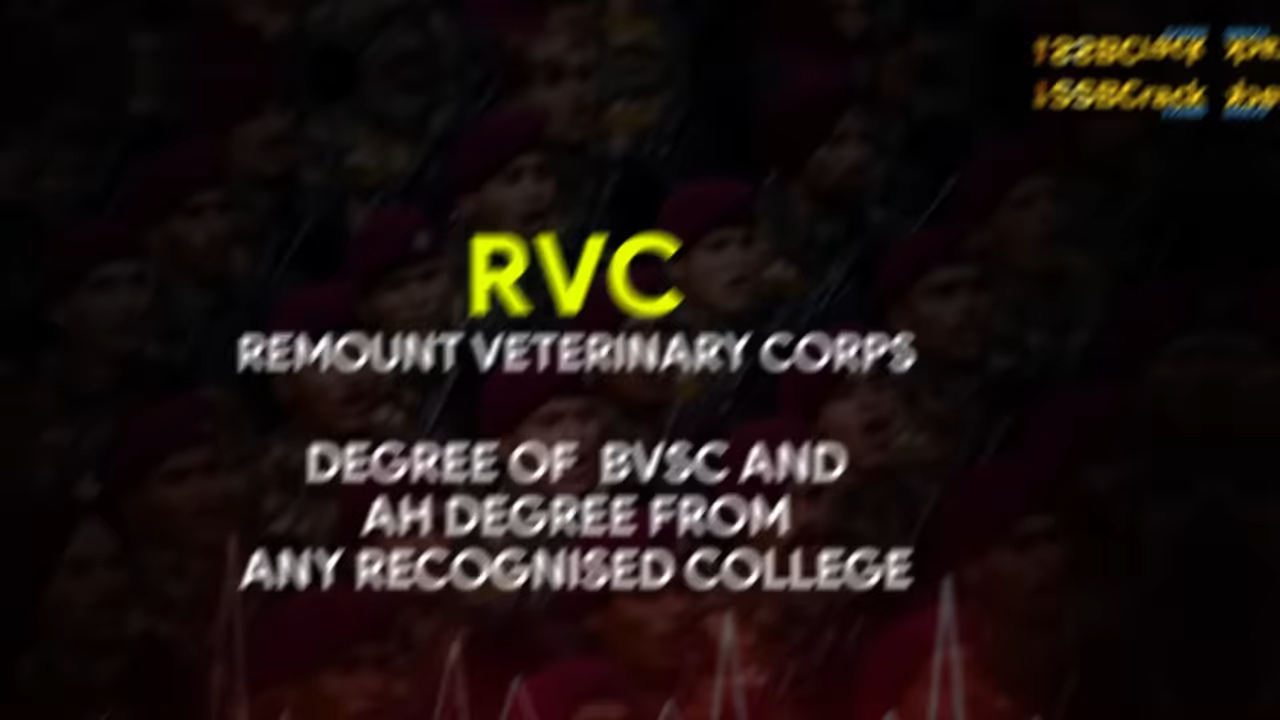 RVC
REMOUNT VETERINARY CORPS
DEGREE OF BVSC AND
AH DEGREE FROM
ANY RECOGNISED COLLEGE